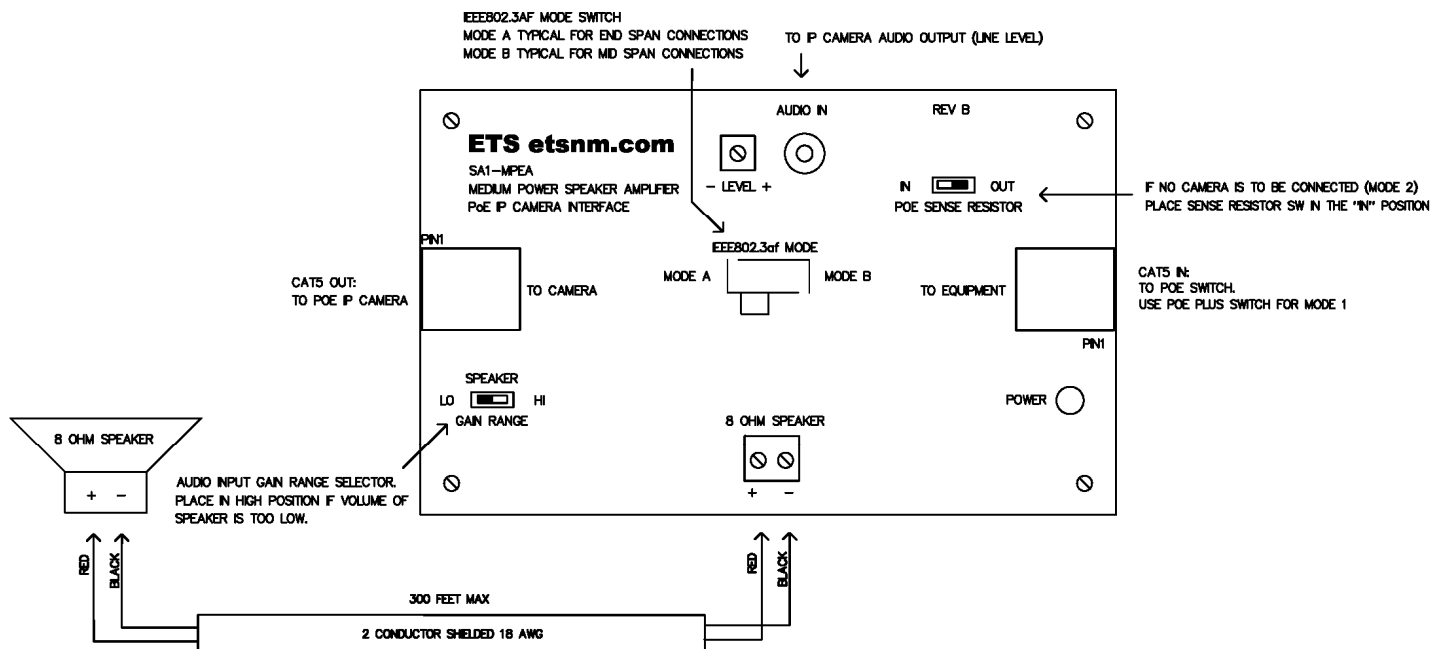 IEEE802.3AF MODE SWITCH
MODE A TYPICAL FOR END SPAN CONNECTIONS
MODE B TYPICAL FOR MID SPAN CONNECTIONS
TO IP CAMERA AUDIO OUTPUT (LINE LEVEL)
AUDIO IN
REV B
ETS etsnm.com
SA1-MPEA
MEDIUM POWER SPEAKER AMPLIFIER
PoE IP CAMERA INTERFACE
- LEVEL +
IN OUT
POE SENSE RESISTOR
IF NO CAMERA IS TO BE CONNECTED (MODE 2)
PLACE SENSE RESISTOR SW IN THE "IN" POSITION
PIN1
IEEE802.3af MODE
MODE A MODE B
CAT5 OUT:
TO POE IP CAMERA
TO CAMERA
TO EQUIPMENT
CAT5 IN:
TO POE SWITCH.
USE POE PLUS SWITCH FOR MODE 1
PIN1
SPEAKER
LO HI
GAIN RANGE
POWER
8 OHM SPEAKER
+ -
8 OHM SPEAKER
+ -
AUDIO INPUT GAIN RANGE SELECTOR.
PLACE IN HIGH POSITION IF VOLUME OF
SPEAKER IS TOO LOW.
RED
BLACK
RED
BLACK
300 FEET MAX
2 CONDUCTOR SHIELDED 18 AWG